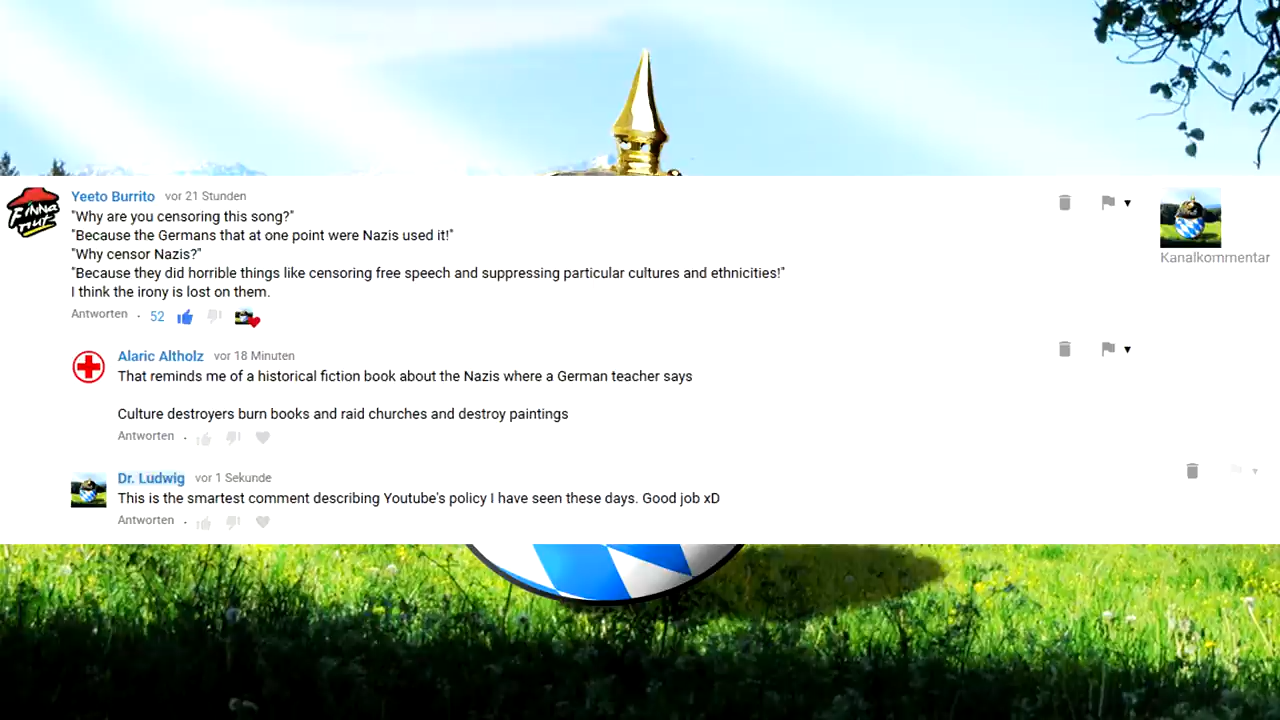 FINNA
nut
Yeeto Burrito vor 21 Stunden
"Why are you censoring this song?"
"Because the Germans that at one point were Nazis used it!"
"Why censor Nazis?"
"Because they did horrible things like censoring free speech and suppressing particular cultures and ethnicities!"
I think the irony is lost on them.
Antworten · 52
Kanalkommentar
Alaric Altholz vor 18 Minuten
That reminds me of a historical fiction book about the Nazis where a German teacher says
Culture destroyers burn books and raid churches and destroy paintings
Antworten ·
Dr. Ludwig vor 1 Sekunde
This is the smartest comment describing Youtube's policy I have seen these days. Good job xD
Antworten ·